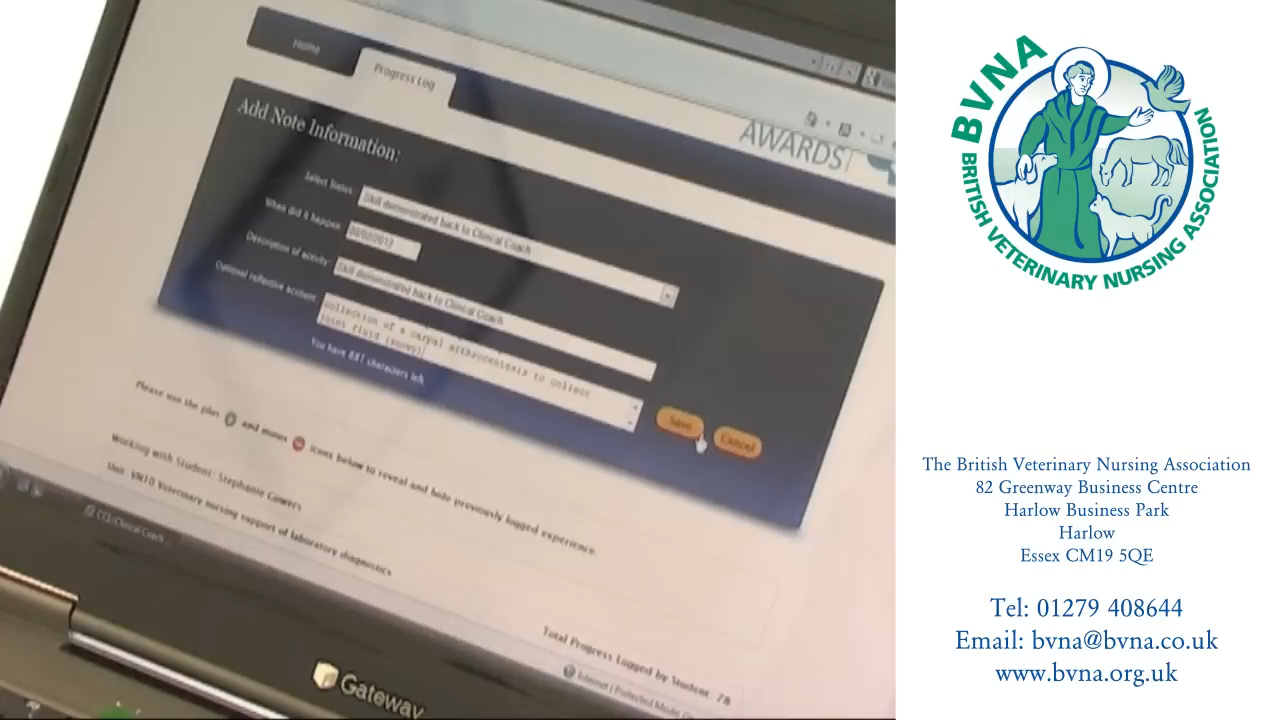 Home
Progress Log
AWARDS
Add Note Information:
Select Status:
Skill demonstrated back to Clinical Coach
When did it happen:
Description of activity:
Skill demonstrated back to Clinical Coach
Optional reflective account:
collection of a carpal arthrocentesis to collect
joint fluid
You have 881 characters left
Save
Cancel
Please use the plus and minus icons below to reveal and hide previously logged experience.
Working with Student: Stephanie Gowers
Unit: VN10 Veterinary nursing support of laboratory diagnostics
Total Progress Logged by Student: 78
Internet | Protected Mode:
Gateway
BVNA
BRITISH VETERINARY NURSING ASSOCIATION
The British Veterinary Nursing Association
82 Greenway Business Centre
Harlow Business Park
Harlow
Essex CM19 5QE
Tel: 01279 408644
Email: bvna@bvna.co.uk
www.bvna.org.uk